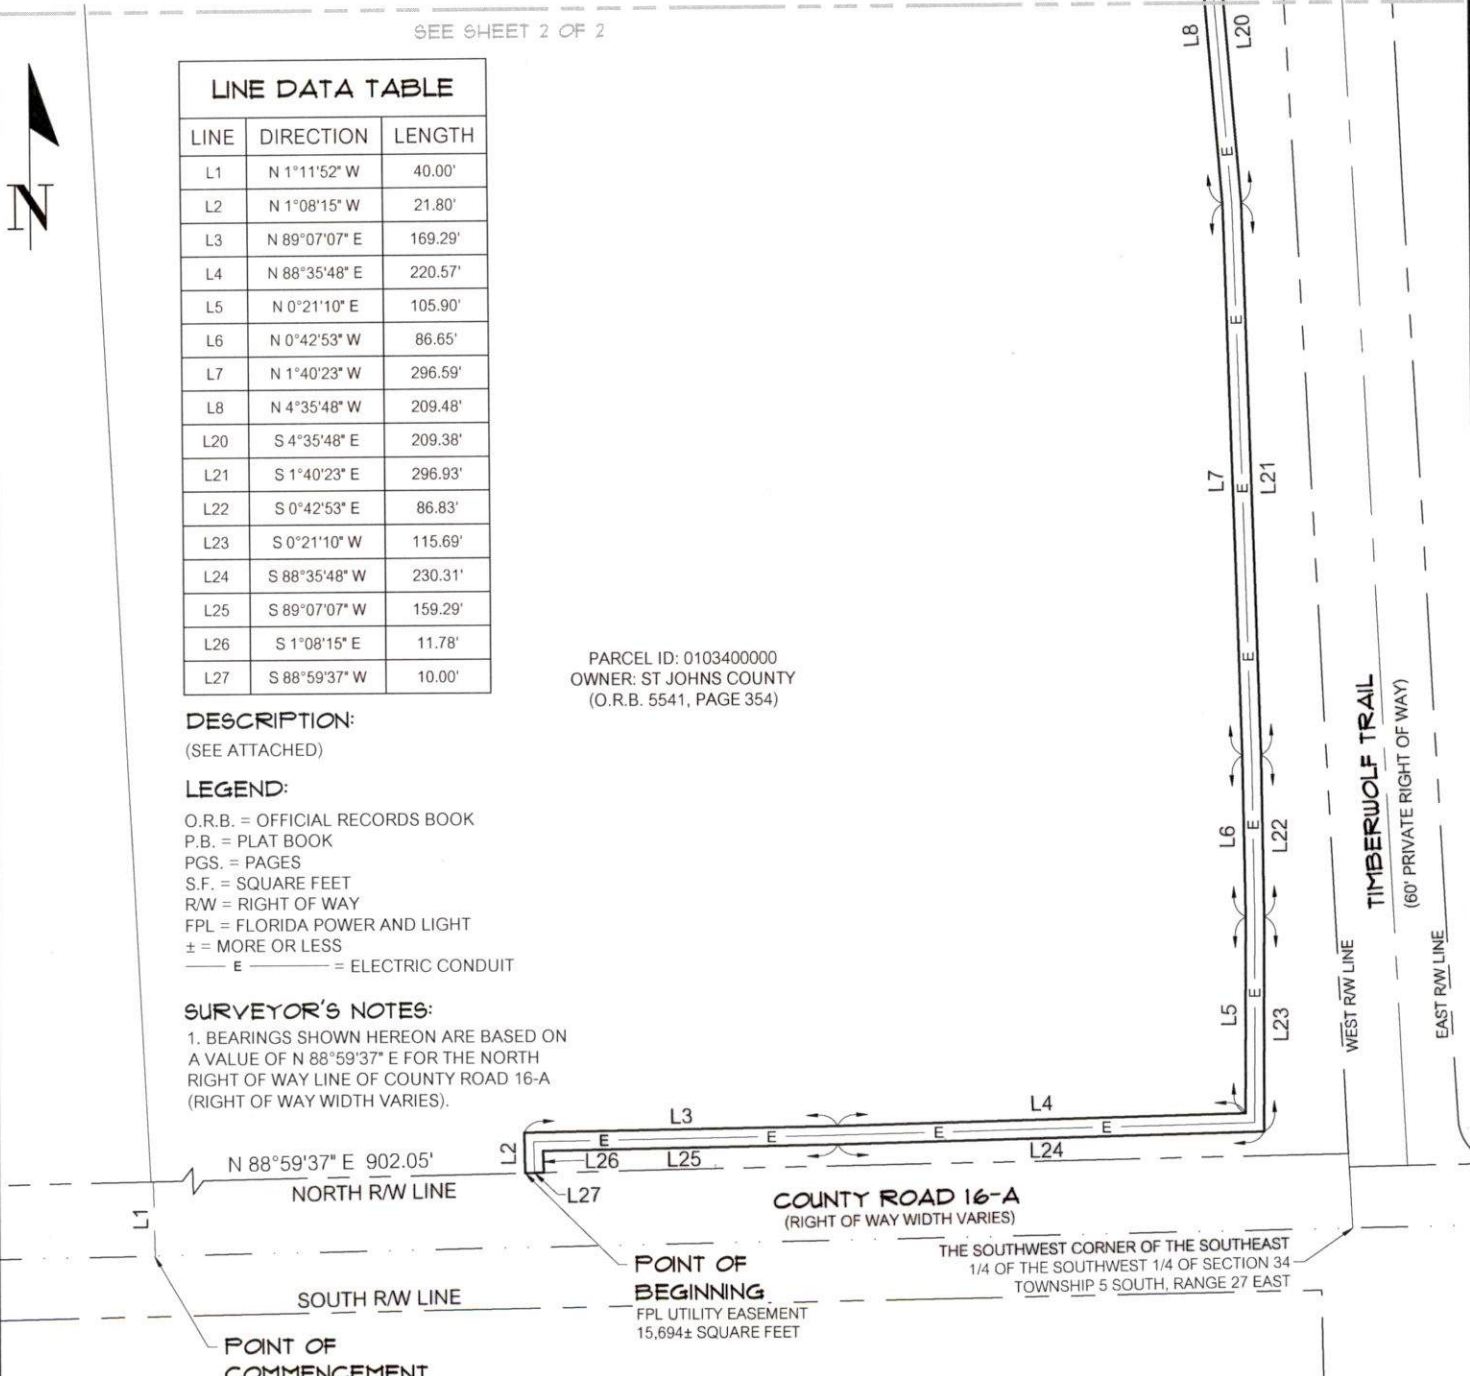 SEE SHEET 2 OF 2
N
LINE DATA TABLE
LINE DIRECTION LENGTH
L1 N 1°11'52" W 40.00'
L2 N 1°08'15" W 21.80'
L3 N 89°07'07" E 169.29'
L4 N 88°35'48" E 220.57'
L5 N 0°21'10" E 105.90'
L6 N 0°42'53" W 86.65'
L7 N 1°40'23" W 296.59'
L8 N 4°35'48" W 209.48'
L20 S 4°35'48" E 209.38'
L21 S 1°40'23" E 296.93'
L22 S 0°42'53" E 86.83'
L23 S 0°21'10" W 115.69'
L24 S 88°35'48" W 230.31'
L25 S 89°07'07" W 159.29'
L26 S 1°08'15" E 11.78'
L27 S 88°59'37" W 10.00'
DESCRIPTION:
(SEE ATTACHED)
LEGEND:
O.R.B. = OFFICIAL RECORDS BOOK
P.B. = PLAT BOOK
PGS. = PAGES
S.F. = SQUARE FEET
R/W = RIGHT OF WAY
FPL = FLORIDA POWER AND LIGHT
± = MORE OR LESS
E = ELECTRIC CONDUIT
SURVEYOR'S NOTES:
1. BEARINGS SHOWN HEREON ARE BASED ON
A VALUE OF N 88°59'37" E FOR THE NORTH
RIGHT OF WAY LINE OF COUNTY ROAD 16-A
(RIGHT OF WAY WIDTH VARIES).
PARCEL ID: 0103400000
OWNER: ST JOHNS COUNTY
(O.R.B. 5541, PAGE 354)
L8
L20
E
E
L7
E
L21
E
L6
E
L22
L5
E
L23
TIMBERWOLF TRAIL
(60' PRIVATE RIGHT OF WAY)
WEST R/W LINE
EAST R/W LINE
L3
L4
E
E
E
E
L2
L26
L25
L24
L27
N 88°59'37" E 902.05'
NORTH R/W LINE
L1
COUNTY ROAD 16-A
(RIGHT OF WAY WIDTH VARIES)
THE SOUTHWEST CORNER OF THE SOUTHEAST
1/4 OF THE SOUTHWEST 1/4 OF SECTION 34
TOWNSHIP 5 SOUTH, RANGE 27 EAST
POINT OF
BEGINNING
FPL UTILITY EASEMENT
15,694± SQUARE FEET
SOUTH R/W LINE
POINT OF
COMMENCEMENT